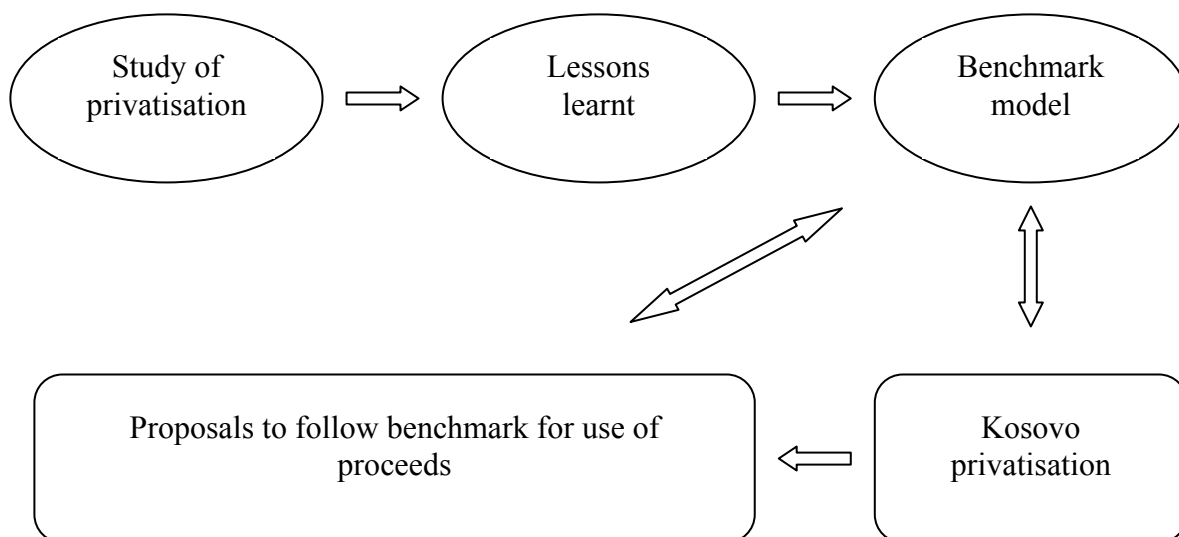 Study of
privatisation
Lessons
learnt
Benchmark
model
Proposals to follow benchmark for use of
proceeds
Kosovo
privatisation